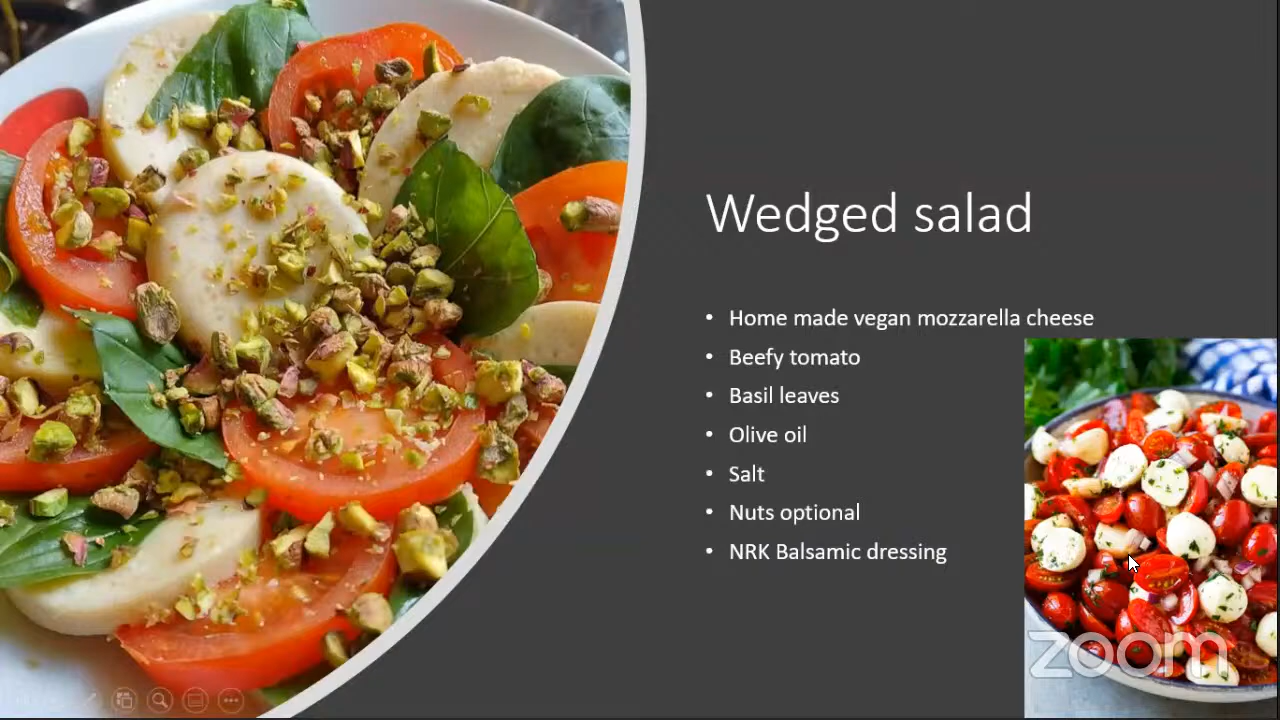 Wedged salad
• Home made vegan mozzarella cheese
• Beefy tomato
• Basil leaves
• Olive oil
• Salt
• Nuts optional
• NRK Balsamic dressing
zoom